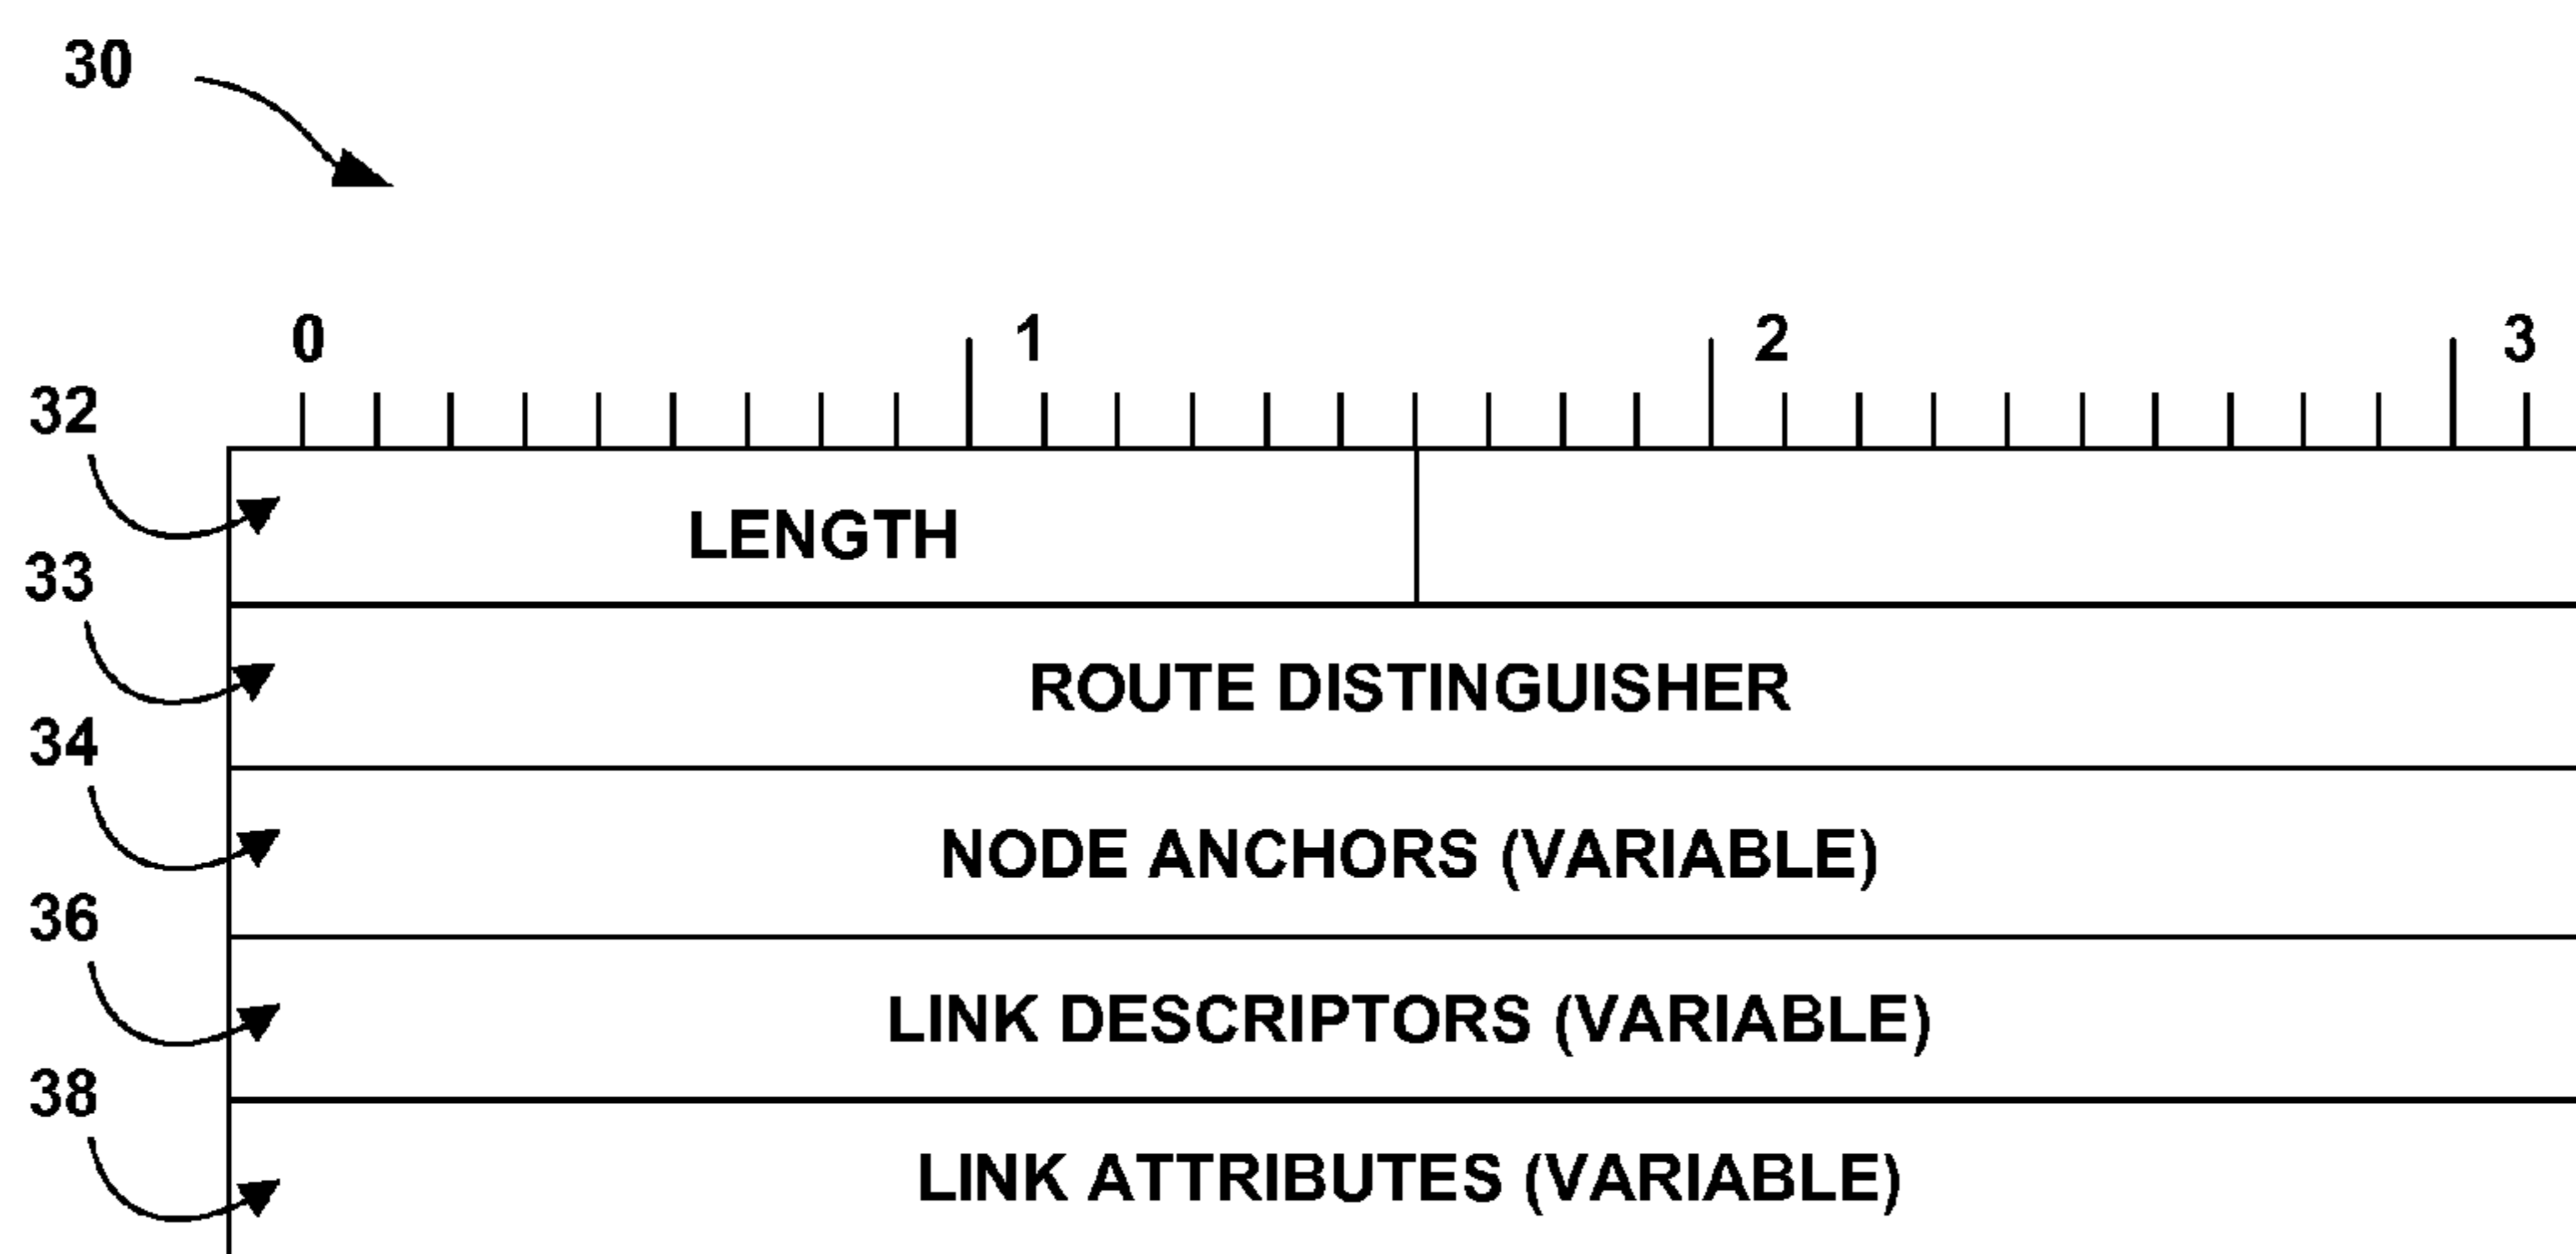 30
0 1 2 3
32
LENGTH
33
ROUTE DISTINGUISHER
34
NODE ANCHORS (VARIABLE)
36
LINK DESCRIPTORS (VARIABLE)
38
LINK ATTRIBUTES (VARIABLE)